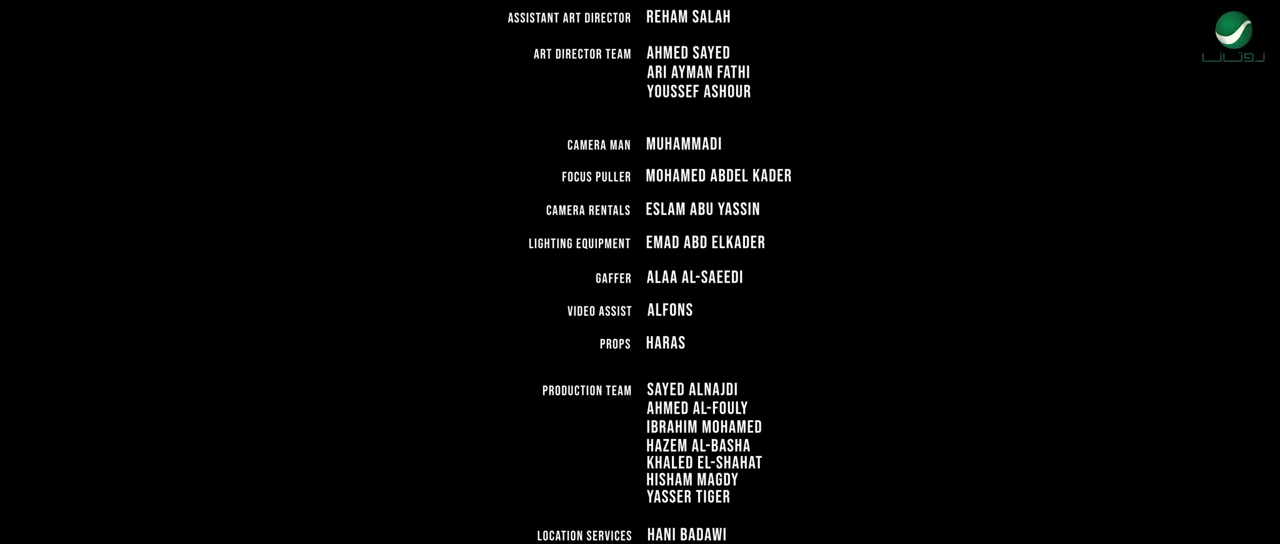 ASSISTANT ART DIRECTOR REHAM SALAH
ART DIRECTOR TEAM AHMED SAYED
ARI AYMAN FATHI
YOUSSEF ASHOUR
CAMERA MAN MUHAMMADI
FOCUS PULLER MOHAMED ABDEL KADER
CAMERA RENTALS ESLAM ABU YASSIN
LIGHTING EQUIPMENT EMAD ABD ELKADER
GAFFER ALAA AL-SAEEDI
VIDEO ASSIST ALFONS
PROPS HARAS
PRODUCTION TEAM SAYED ALNAJDI
AHMED AL-FOULY
IBRAHIM MOHAMED
HAZEM AL-BASHA
KHALED EL-SHAHAT
HISHAM MAGDY
YASSER TIGER
LOCATION SERVICES HANI BADAWI
روتانا